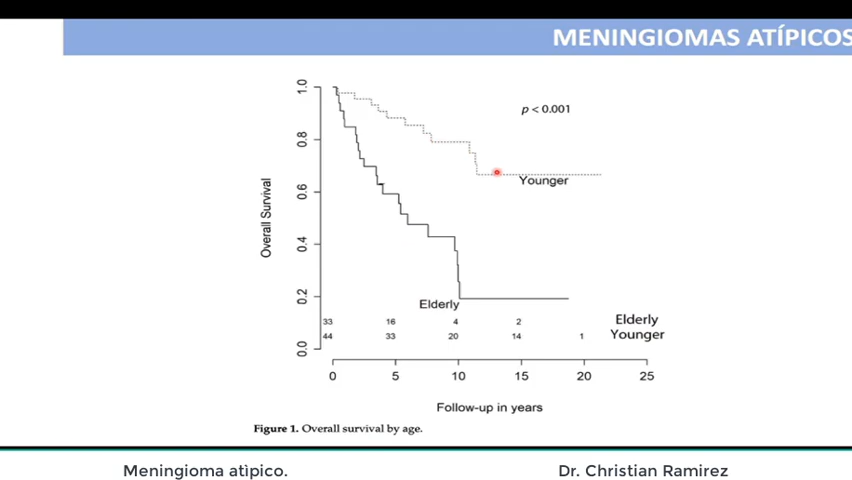 MENINGIOMAS ATÍPICOS
1.0
p < 0.001
0.8
Younger
0.6
Overall Survival
0.4
0.2
Elderly
33 16 4 2 Elderly
44 33 20 14 1 Younger
0.0
0 5 10 15 20 25
Follow-up in years
Figure 1. Overall survival by age.
Meningioma atìpico. Dr. Christian Ramirez